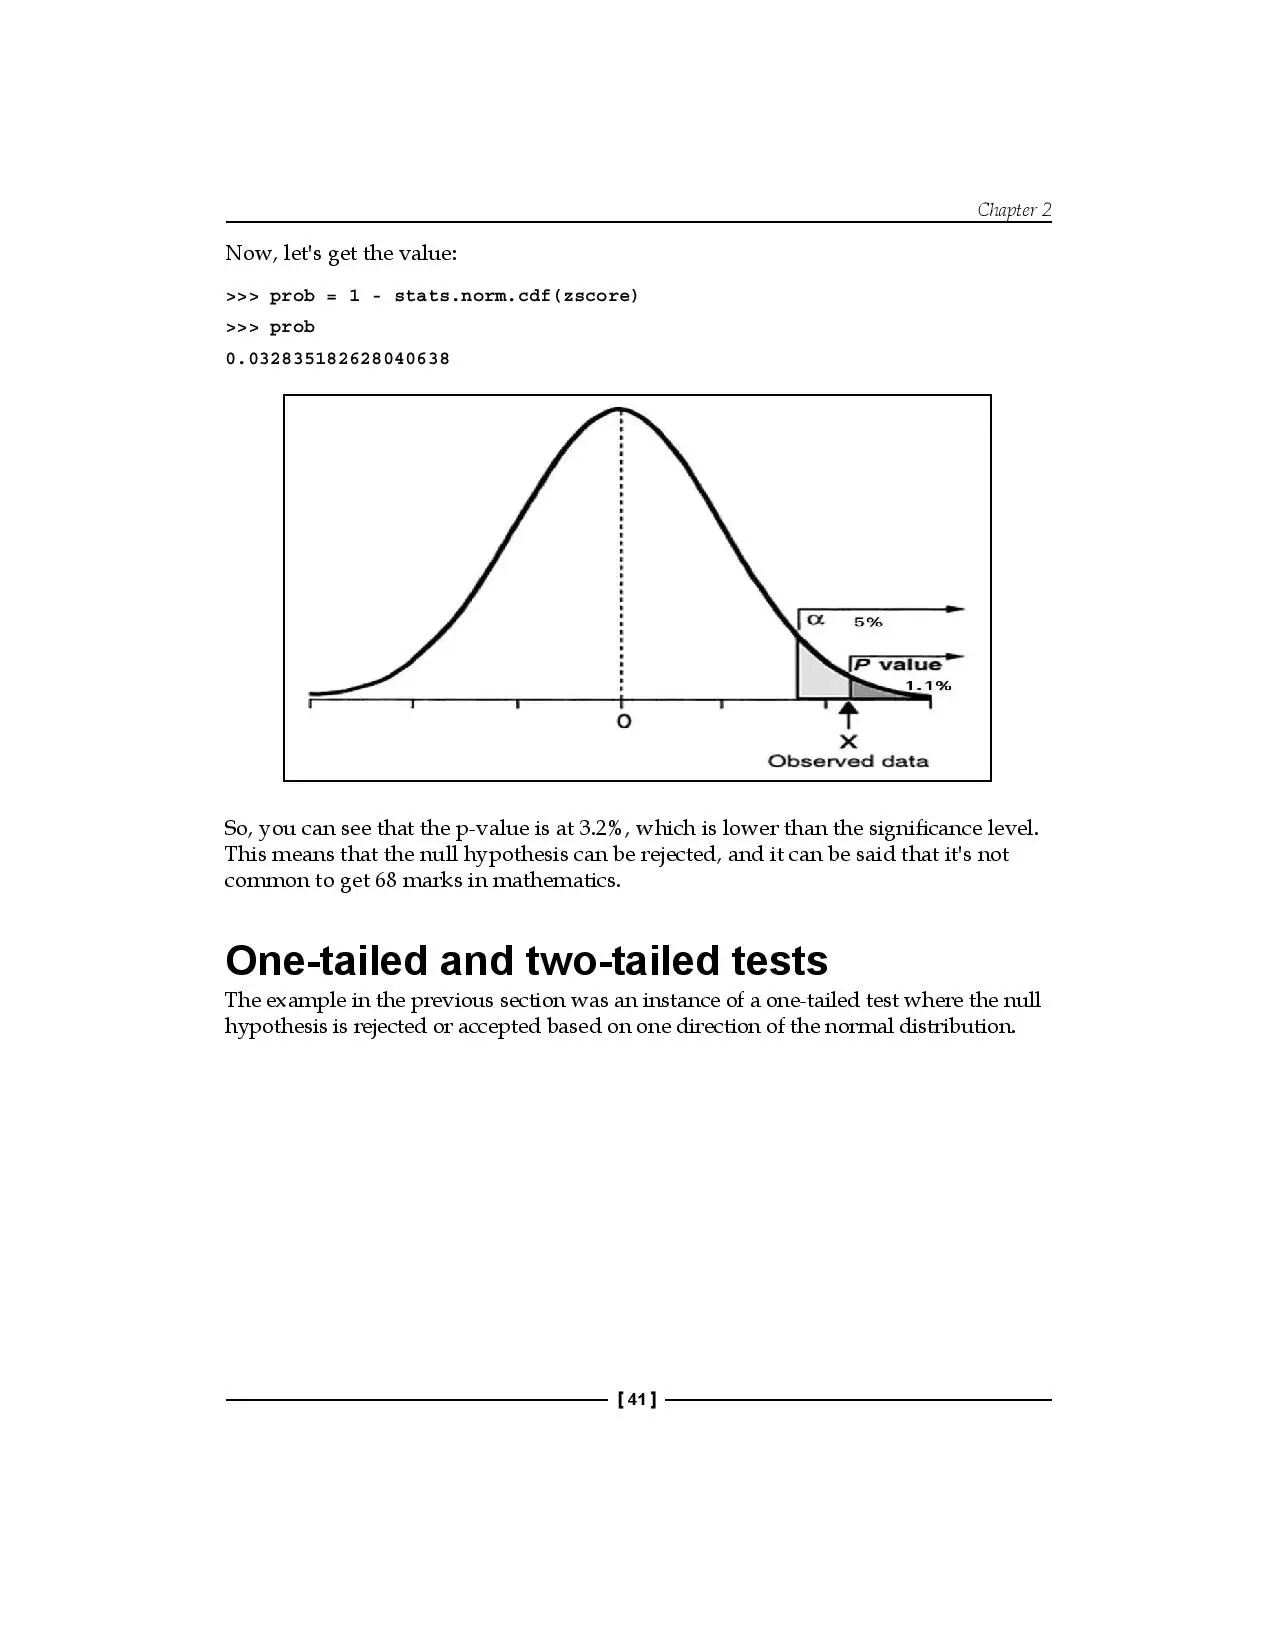 Chapter 2
Now, let's get the value:
>>> prob = 1 - stats.norm.cdf(zscore)
>>> prob
0.032835182628040638
α 5%
P value
1.1%
O
X
Observed data
So, you can see that the p-value is at 3.2%, which is lower than the significance level.
This means that the null hypothesis can be rejected, and it can be said that it's not
common to get 68 marks in mathematics.
One-tailed and two-tailed tests
The example in the previous section was an instance of a one-tailed test where the null
hypothesis is rejected or accepted based on one direction of the normal distribution.
[ 41 ]